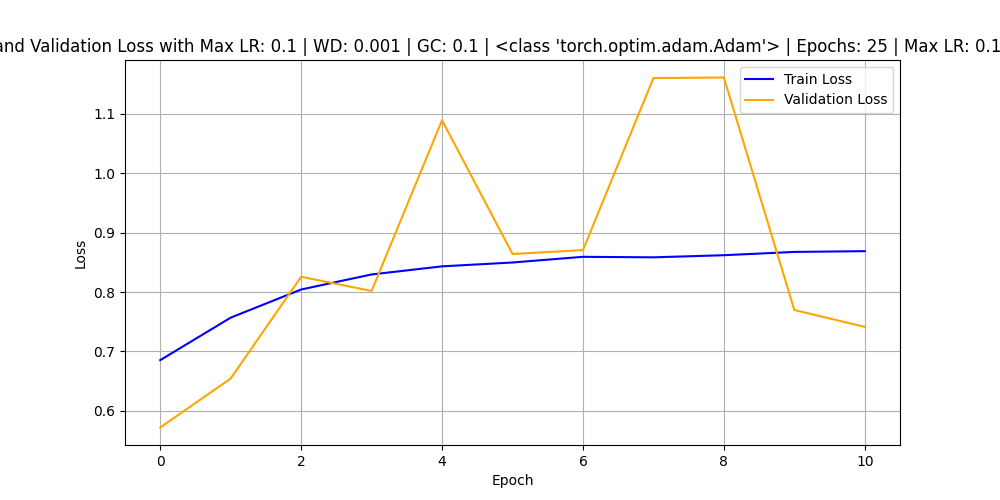 and Validation Loss with Max LR: 0.1 | WD: 0.001 | GC: 0.1 | <class 'torch.optim.adam.Adam'> | Epochs: 25 | Max LR: 0.1
Train Loss
Validation Loss
1.1
1.0
0.9
0.8
0.7
0.6
Loss
0 2 4 6 8 10
Epoch